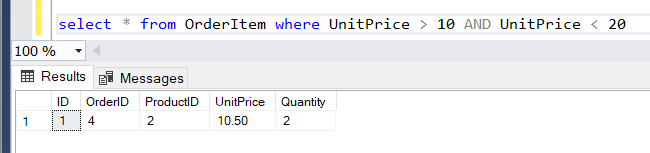 select * from OrderItem where UnitPrice > 10 AND UnitPrice < 20
100 %
Results Messages
ID OrderID ProductID UnitPrice Quantity
1 1 4 2 10.50 2